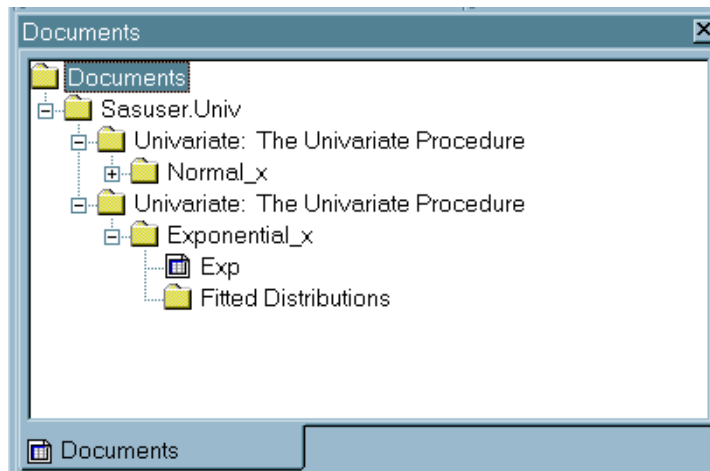 Documents
Documents
Sasuser.Univ
Univariate: The Univariate Procedure
Normal_x
Univariate: The Univariate Procedure
Exponential_x
Exp
Fitted Distributions
Documents